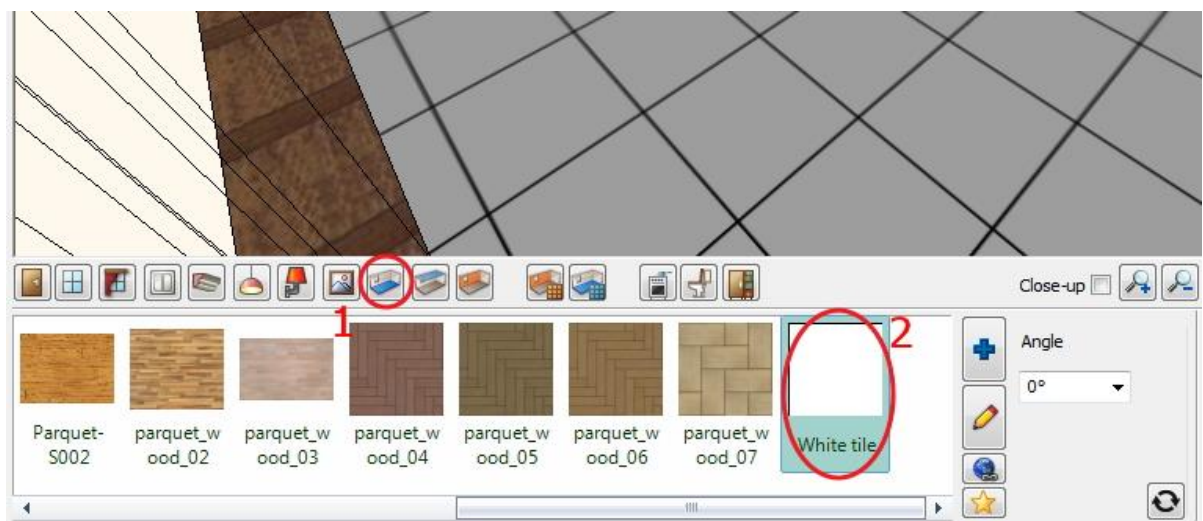 Close-up
1
2
Angle
0°
Parquet-
S002
parquet_w
ood_02
parquet_w
ood_03
parquet_w
ood_04
parquet_w
ood_05
parquet_w
ood_06
parquet_w
ood_07
White tile